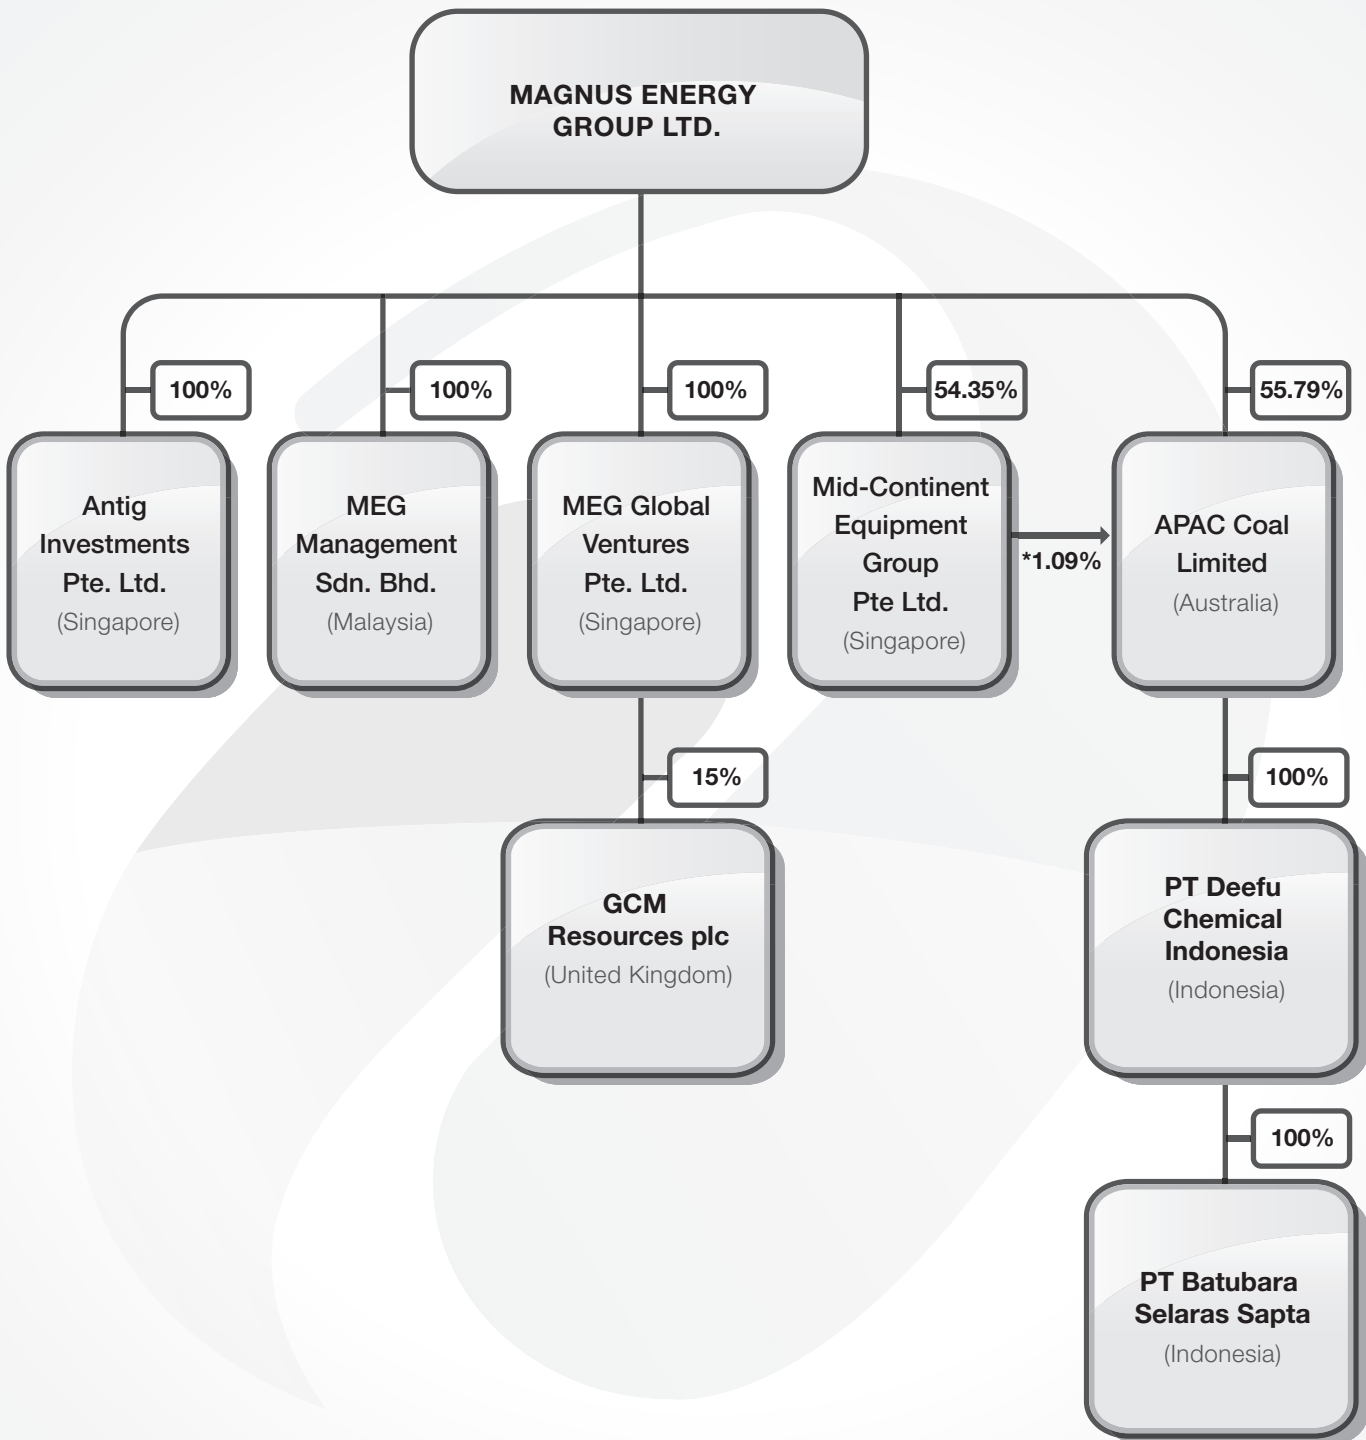 MAGNUS ENERGY
GROUP LTD.
100%
100%
100%
54.35%
55.79%
Antig
Investments
Pte. Ltd.
(Singapore)
MEG
Management
Sdn. Bhd.
(Malaysia)
MEG Global
Ventures
Pte. Ltd.
(Singapore)
Mid-Continent
Equipment
Group
Pte Ltd.
(Singapore)
*1.09%
APAC Coal
Limited
(Australia)
15%
100%
GCM
Resources plc
(United Kingdom)
PT Deefu
Chemical
Indonesia
(Indonesia)
100%
PT Batubara
Selaras Sapta
(Indonesia)